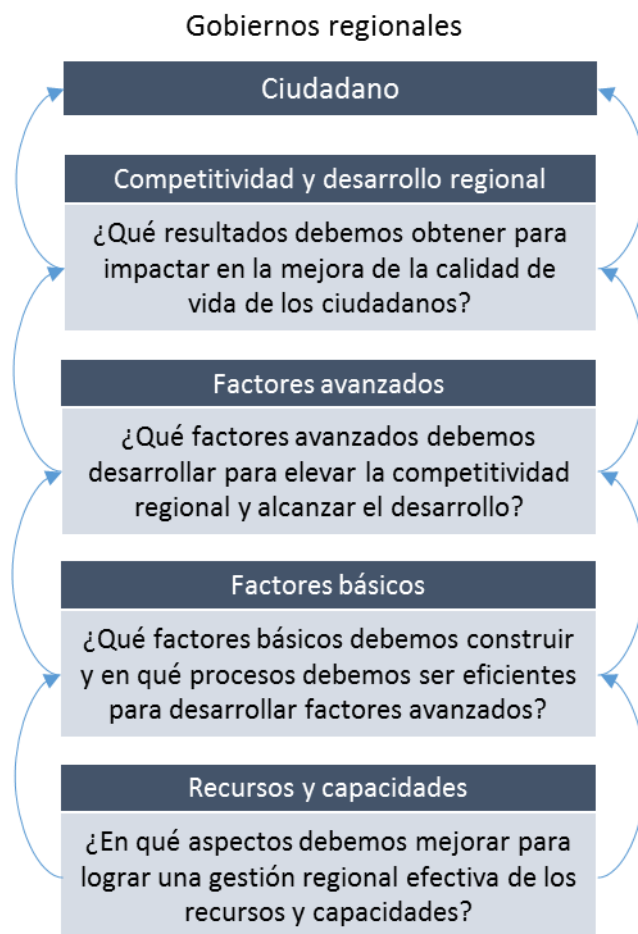 Gobiernos regionales
Ciudadano
Competitividad y desarrollo regional
¿Qué resultados debemos obtener para
impactar en la mejora de la calidad de
vida de los ciudadanos?
Factores avanzados
¿Qué factores avanzados debemos
desarrollar para elevar la competitividad
regional y alcanzar el desarrollo?
Factores básicos
¿Qué factores básicos debemos construir
y en qué procesos debemos ser eficientes
para desarrollar factores avanzados?
Recursos y capacidades
¿En qué aspectos debemos mejorar para
lograr una gestión regional efectiva de los
recursos y capacidades?